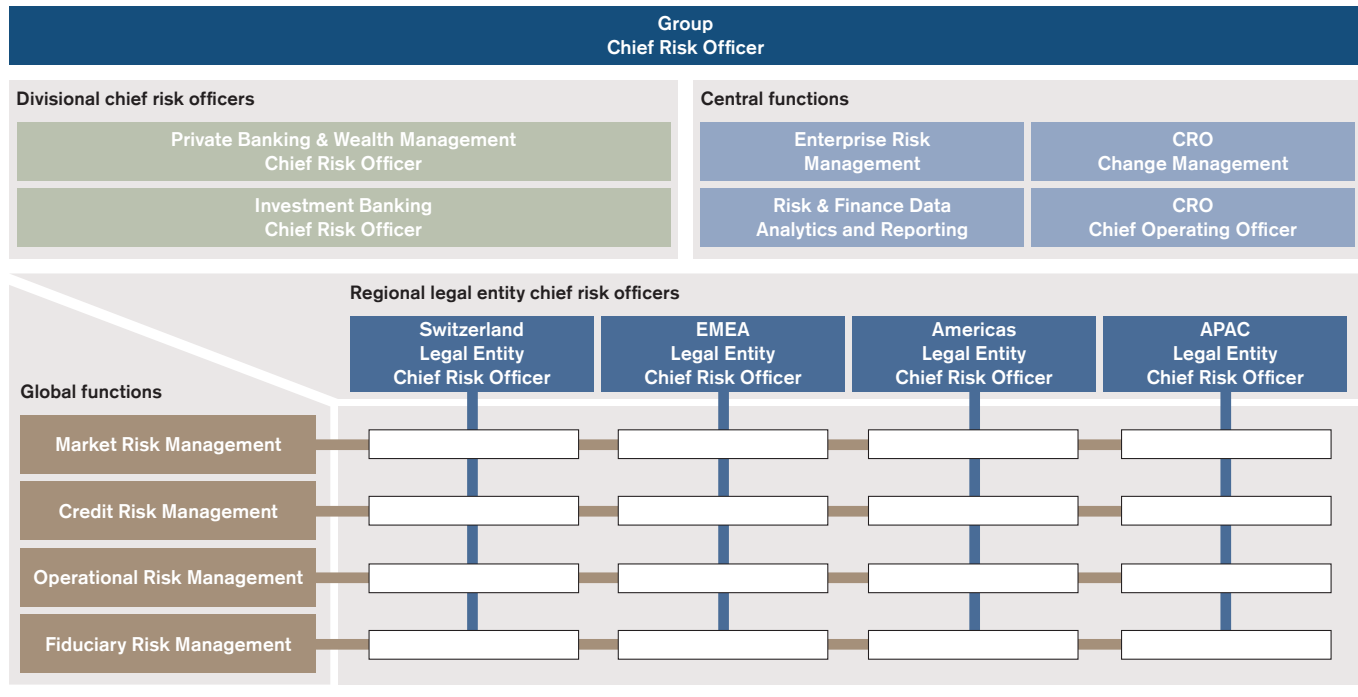 Group
Chief Risk Officer
Divisional chief risk officers
Private Banking & Wealth Management
Chief Risk Officer
Investment Banking
Chief Risk Officer
Central functions
Enterprise Risk
Management
CRO
Change Management
Risk & Finance Data
Analytics and Reporting
CRO
Chief Operating Officer
Regional legal entity chief risk officers
Switzerland
Legal Entity
Chief Risk Officer
EMEA
Legal Entity
Chief Risk Officer
Americas
Legal Entity
Chief Risk Officer
APAC
Legal Entity
Chief Risk Officer
Global functions
Market Risk Management
Credit Risk Management
Operational Risk Management
Fiduciary Risk Management